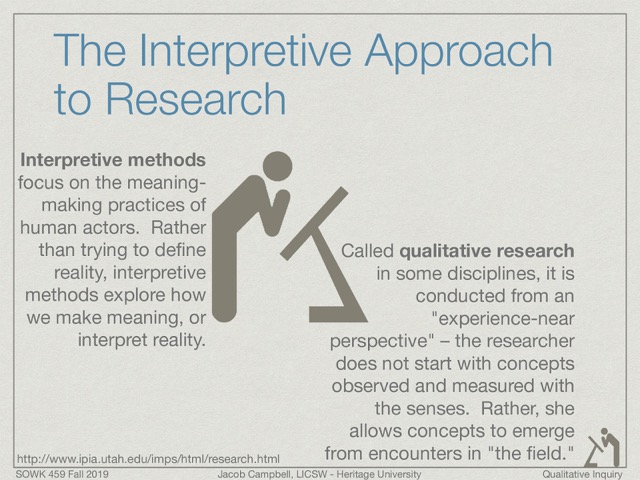 The Interpretive Approach
to Research
Interpretive methods
focus on the meaning-
making practices of
human actors.  Rather
than trying to define
reality, interpretive
methods explore how
we make meaning, or
interpret reality.
Called qualitative research
in some disciplines, it is
conducted from an
"experience-near
perspective" – the researcher
does not start with concepts
observed and measured with
the senses.  Rather, she
allows concepts to emerge
from encounters in "the field."
http://www.ipia.utah.edu/imps/html/research.html
SOWK 459 Fall 2019
Jacob Campbell, LICSW - Heritage University
Qualitative Inquiry